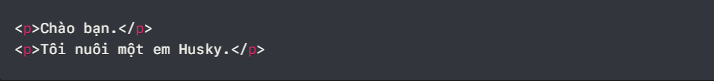 <p>Chào bạn.</p>
<p>Tôi nuôi một em Husky.</p>